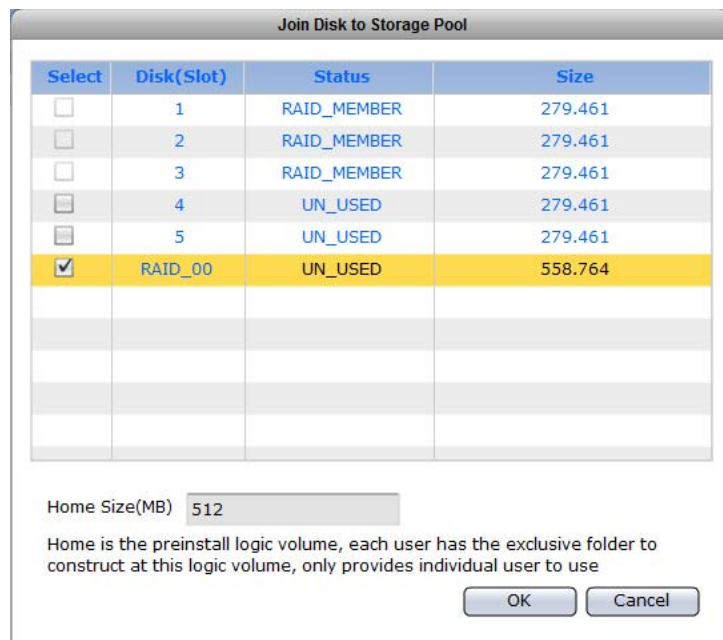 Join Disk to Storage Pool
Select Disk(Slot) Status Size
1 RAID_MEMBER 279.461
2 RAID_MEMBER 279.461
3 RAID_MEMBER 279.461
4 UN_USED 279.461
5 UN_USED 279.461
RAID_00 UN_USED 558.764
Home Size(MB) 512
Home is the preinstall logic volume, each user has the exclusive folder to
construct at this logic volume, only provides individual user to use
OK Cancel